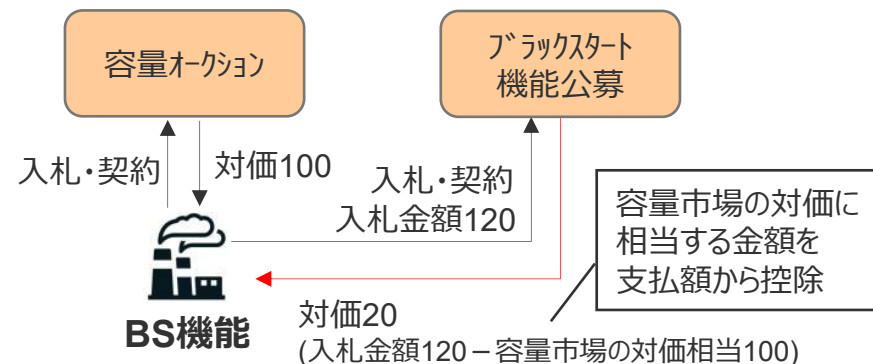 容量ｵｰｸｼｮﾝ
ﾌﾞﾗｯｸｽﾀｰﾄ
機能公募
入札・契約
対価100
入札・契約
入札金額120
容量市場の対価に
相当する金額を
支払額から控除
BS機能
対価20
(入札金額120－容量市場の対価相当100)